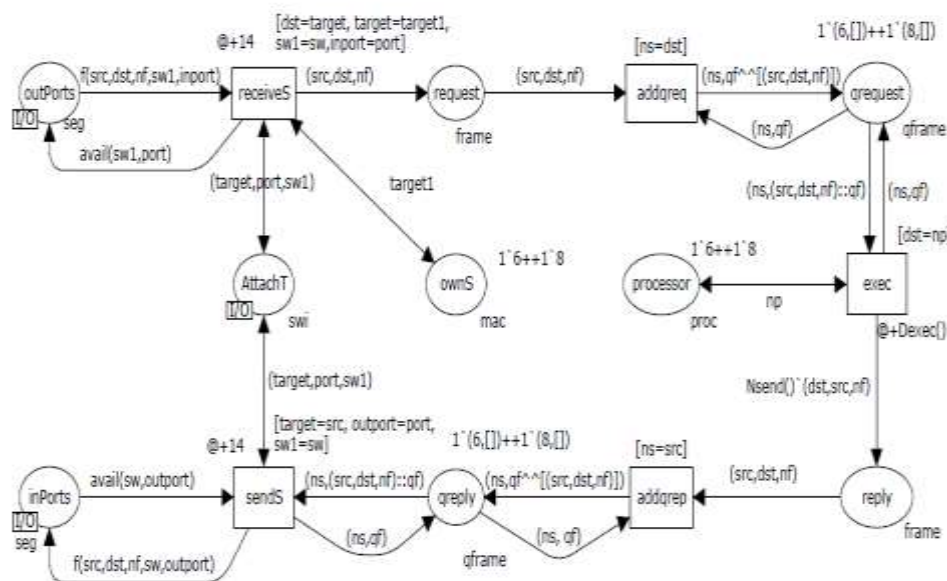 [dst=target, target=target1,
sw1=sw,inport=port]
@+14
[ns=dst]
1`(6,[])++1`(8,[])
f(src,dst,nf,sw1,inport)
(src,dst,nf)
(src,dst,nf)
(ns,qf^^[(src,dst,nf)])
outPorts
receiveS
request
addqreq
qrequest
I/O
seg
frame
(ns,qf)
qframe
avail(sw1,port)
(target,port,sw1)
target1
(ns,(src,dst,nf)::qf)
(ns,qf)
[dst=np]
1`6++1`8
1`6++1`8
AttachT
ownS
processor
exec
I/O
swi
mac
proc
np
@+Dexec()
(target,port,sw1)
Nsend()`(dst,src,nf)
[target=src, outport=port,
sw1=sw]
@+14
1`(6,[])++1`(8,[])
[ns=src]
avail(sw,outport)
(ns,(src,dst,nf)::qf)
(ns,qf^^[(src,dst,nf)])
(src,dst,nf)
inPorts
sendS
qreply
addqrep
reply
I/O
seg
(ns,qf)
(ns, qf)
frame
qframe
f(src,dst,nf,sw,outport)